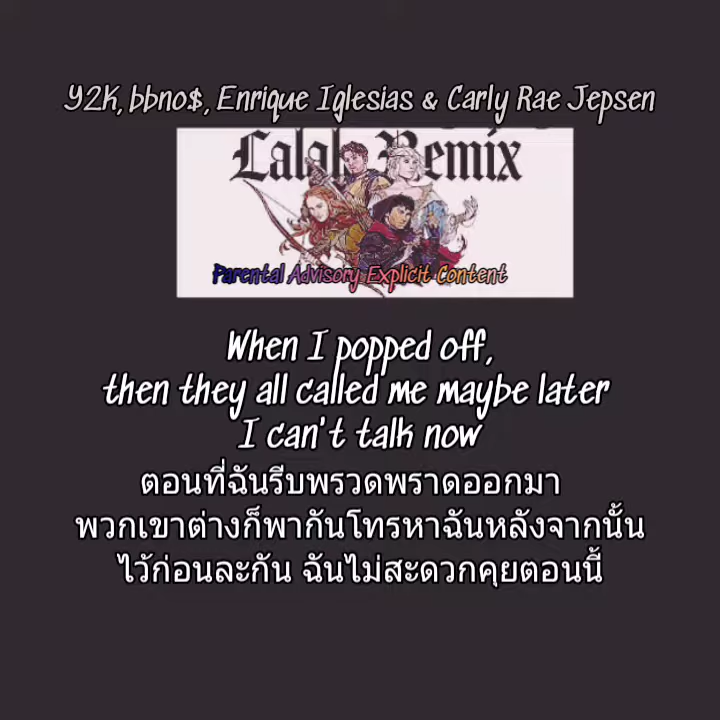 Y2K, bbno$, Enrique Iglesias & Carly Rae Jepsen
Lalala Remix
Parental Advisory Explicit Content
When I popped off,
then they all called me maybe later
I can't talk now
ตอนที่ฉันรีบพรวดพราดออกมา
พวกเขาต่างก็พากันโทรหาฉันหลังจากนั้น
ไว้ก่อนละกัน ฉันไม่สะดวกคุยตอนนี้